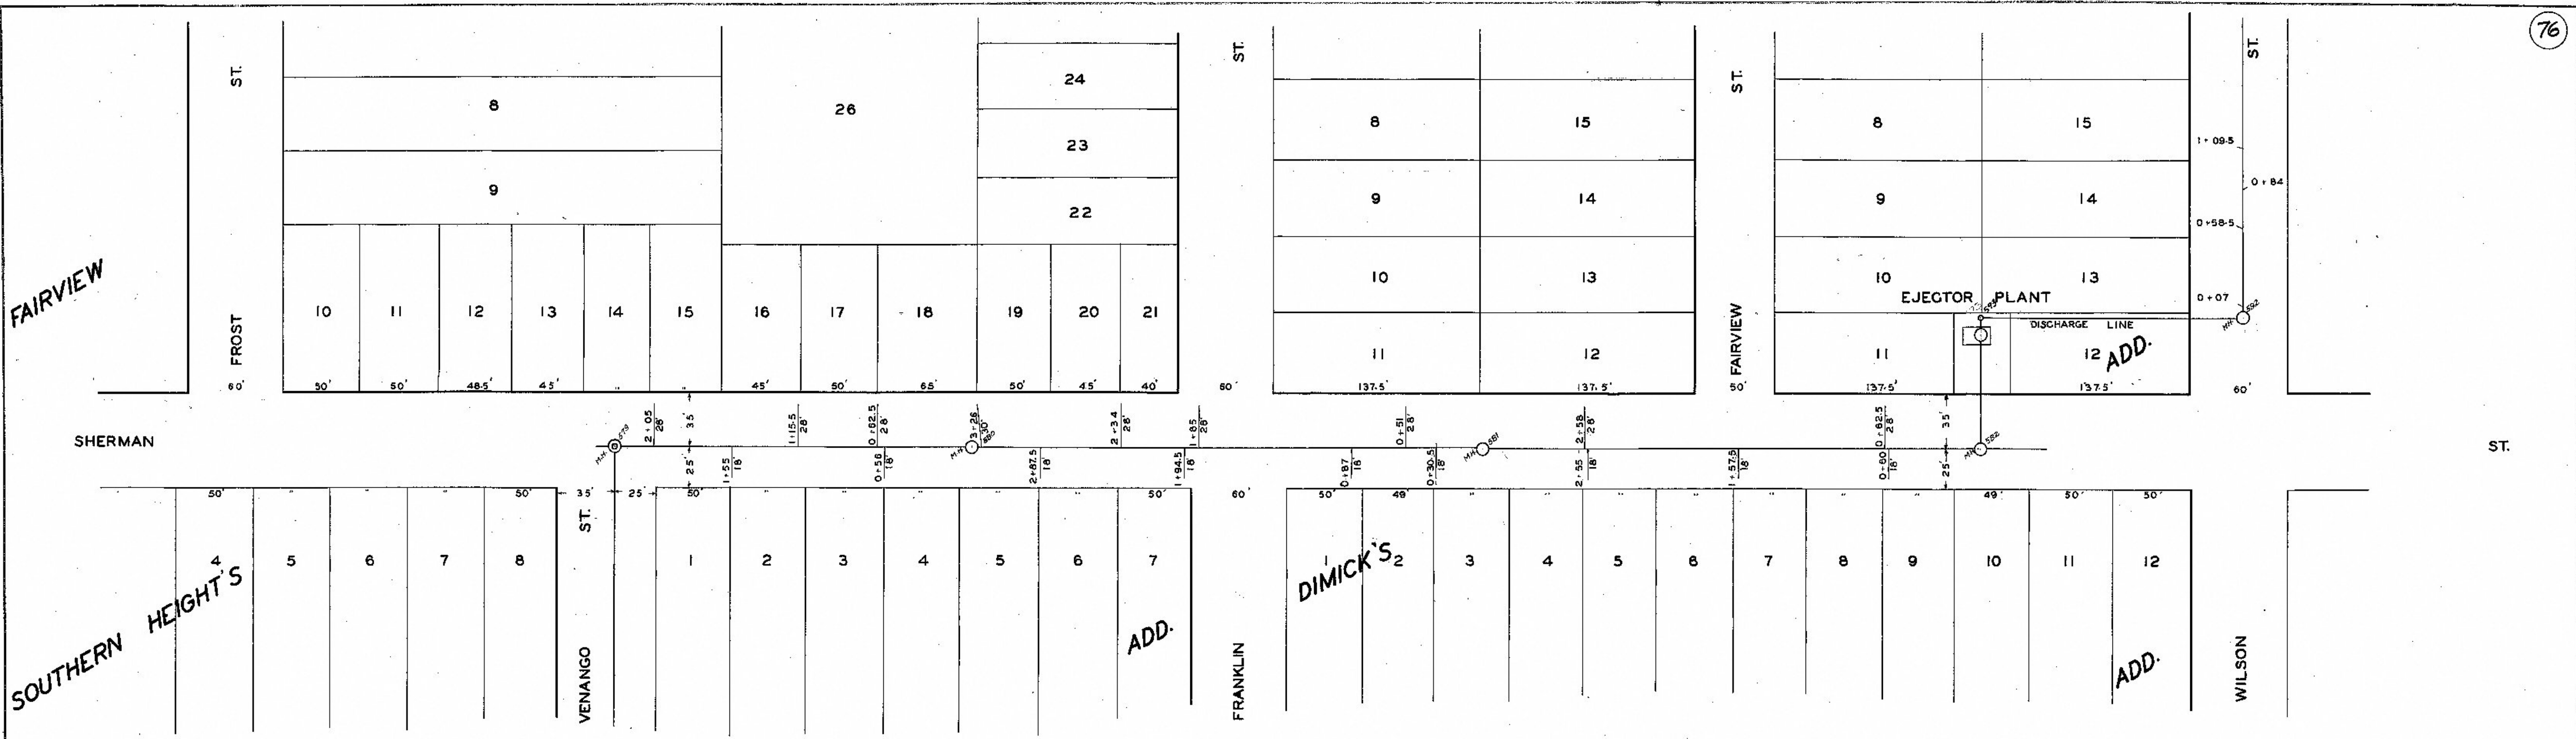 76
ST.
ST.
ST.
ST.
8
26
24
23
22
9
8
15
9
14
10
13
11
12
8
15
9
14
10
13
11
12
1+09.5
0+84
0+58.5
0+07
EJECTOR PLANT
DISCHARGE LINE
M.H. 592
593
ADD.
FAIRVIEW
FROST
FAIRVIEW
10 11 12 13 14 15 16 17 18 19 20 21
60' 50' 50' 48.5' 45' " " 45' 50' 65' 50' 45' 40' 60' 137.5' 137.5' 50' 137.5' 137.5' 60'
SHERMAN
ST.
M.H. 579
2+05
28'
35'
25'
1+15.5
28'
0+62.5
28'
3+26
30'
M.H. 580
2+34
28'
1+85
28'
0+51
28'
M.H. 581
2+58
28'
0+62.5
28'
35'
25'
M.H. 582
1+55
18'
0+56
18'
2+87.5
18'
1+94.5
18'
0+87
18'
0+30.5
18'
2+55
18'
1+57.5
18'
0+60
18'
50' " " " 50' 35' 25' 50' " " " " " 50' 60' 50' 49' " " " " " " " 49' 50' 50'
ST.
4 5 6 7 8 1 2 3 4 5 6 7 1 2 3 4 5 6 7 8 9 10 11 12
SOUTHERN HEIGHT'S
ADD.
DIMICK'S
ADD.
VENANGO
FRANKLIN
WILSON